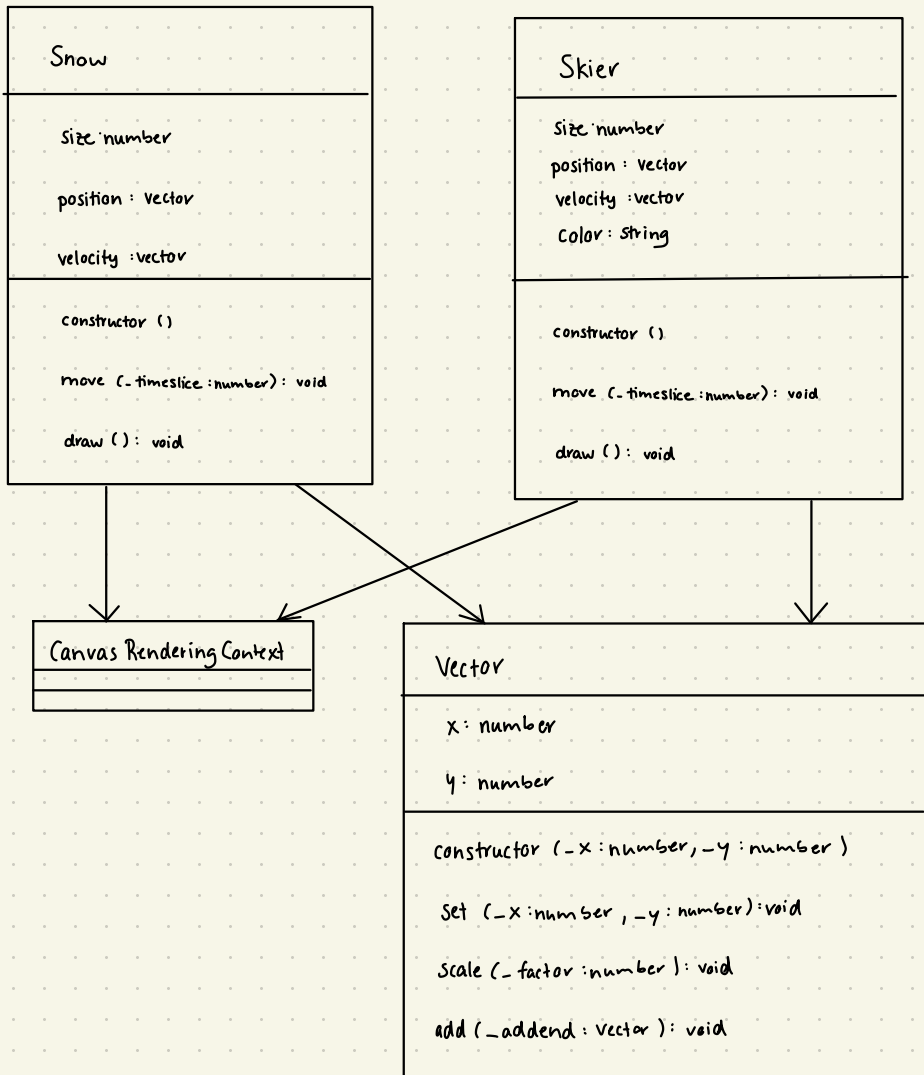 Snow
size:number
position : vector
velocity :vector
constructor ()
move (_timeslice:number): void
draw (): void
Skier
size:number
position : vector
velocity :vector
color: string
constructor ()
move (_timeslice:number): void
draw (): void
Canvas Rendering Context
Vector
x: number
y: number
constructor (_x:number,_y:number)
set (_x:number,_y:number):void
scale (_factor:number): void
add (_addend: vector): void